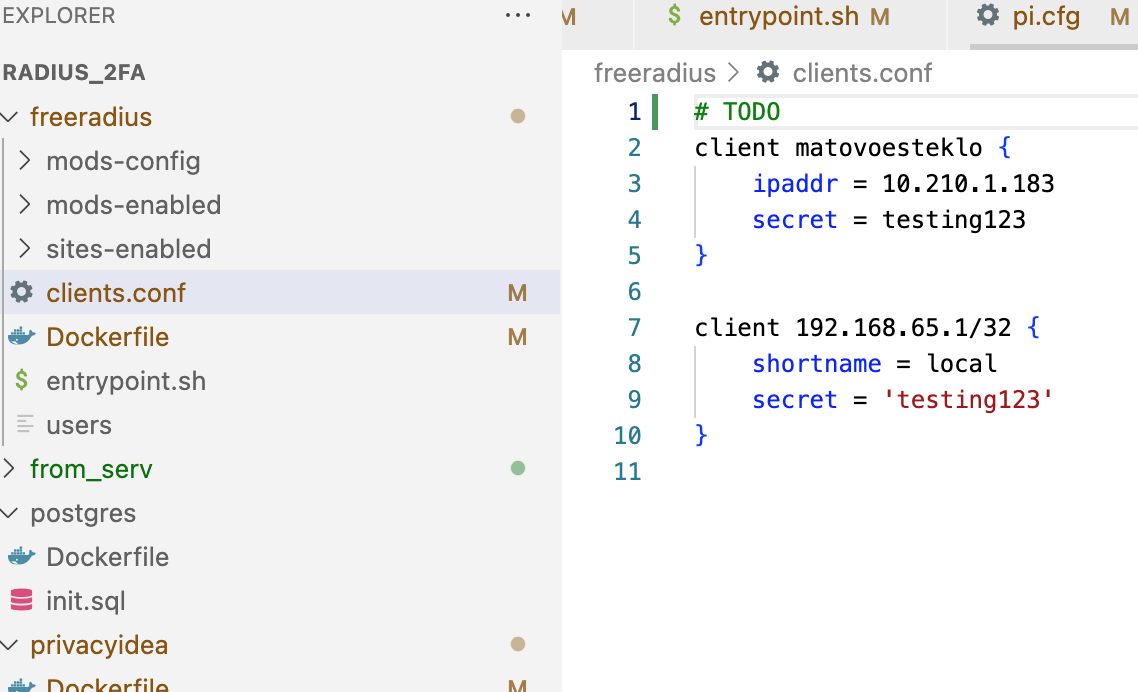 EXPLORER ...
RADIUS_2FA
freeradius
mods-config
mods-enabled
sites-enabled
clients.conf M
Dockerfile M
entrypoint.sh
users
from_serv
postgres
Dockerfile
init.sql
privacyidea
Dockerfile M
M $ entrypoint.sh M pi.cfg M
freeradius > clients.conf
1 # TODO
2 client matovoesteklo {
3 ipaddr = 10.210.1.183
4 secret = testing123
5 }
6
7 client 192.168.65.1/32 {
8 shortname = local
9 secret = 'testing123'
10 }
11